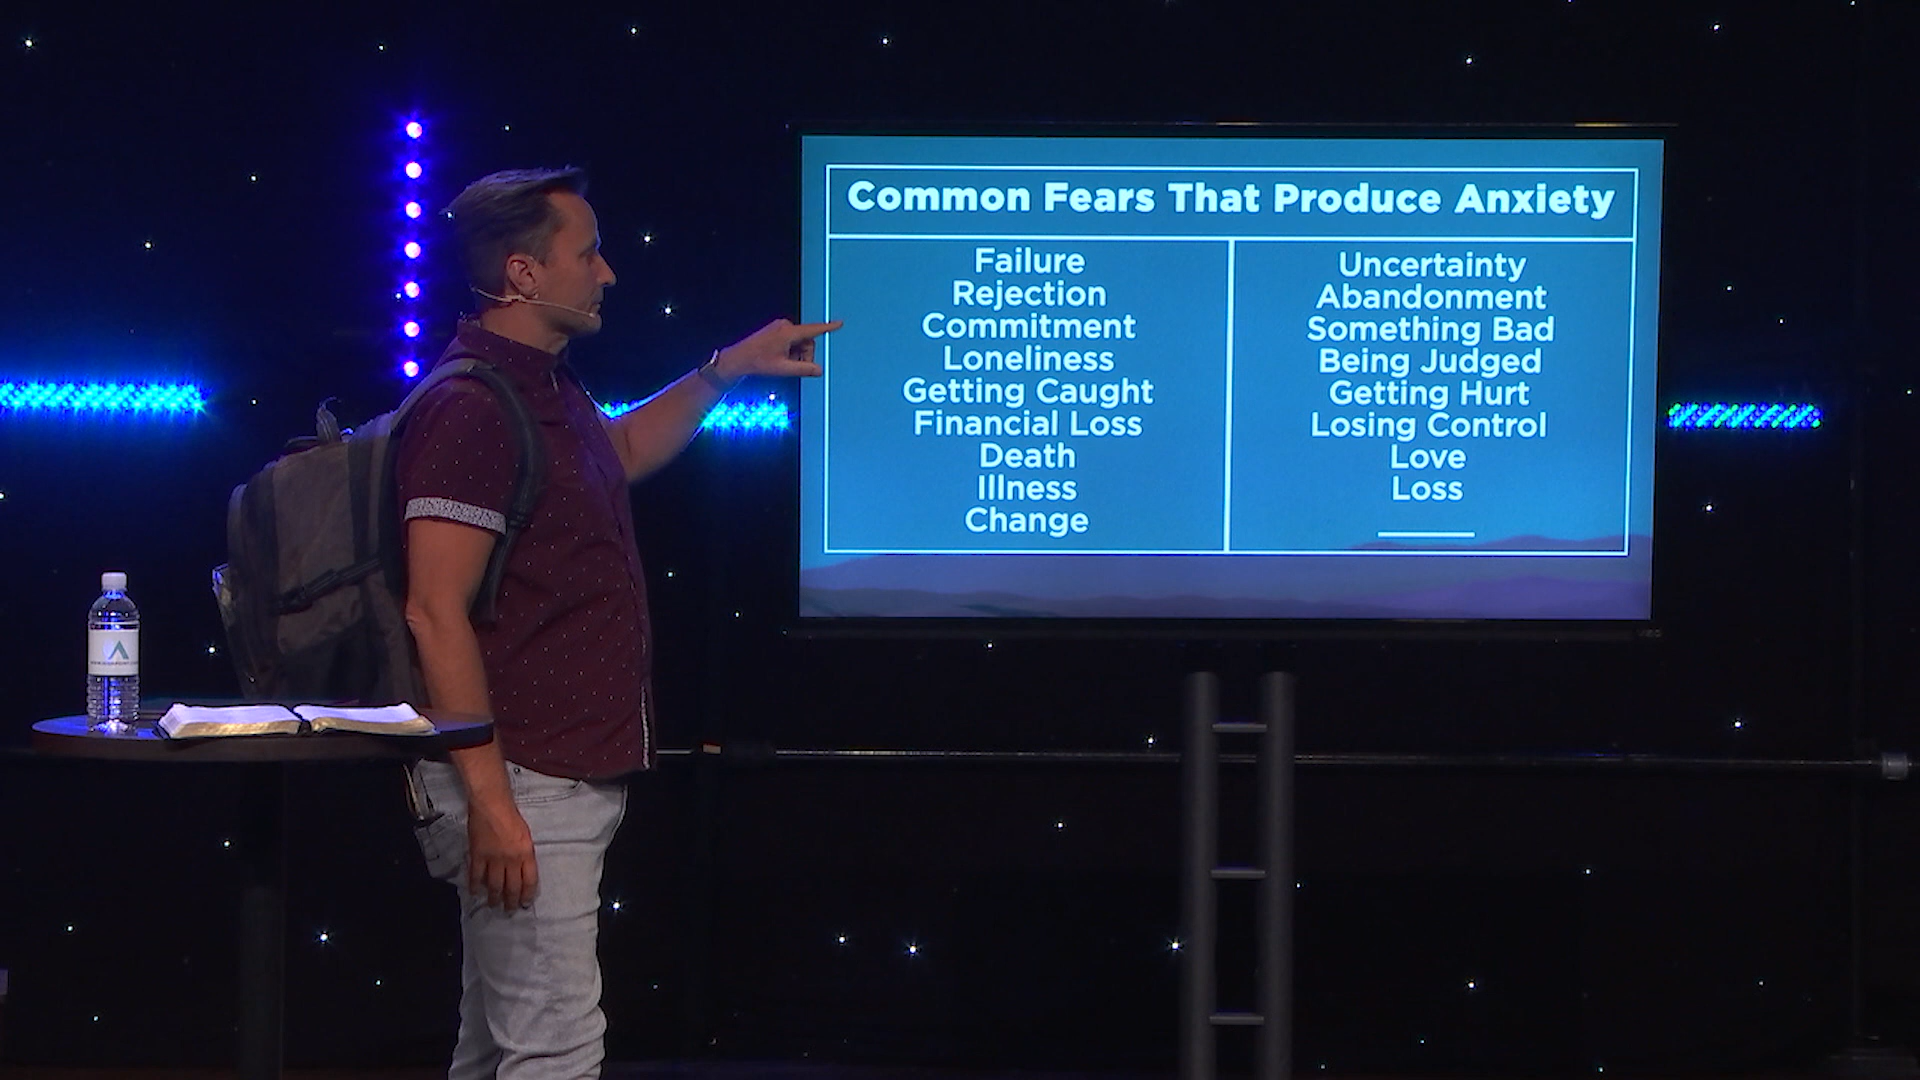 Common Fears That Produce Anxiety
Failure
Rejection
Commitment
Loneliness
Getting Caught
Financial Loss
Death
Illness
Change
Uncertainty
Abandonment
Something Bad
Being Judged
Getting Hurt
Losing Control
Love
Loss